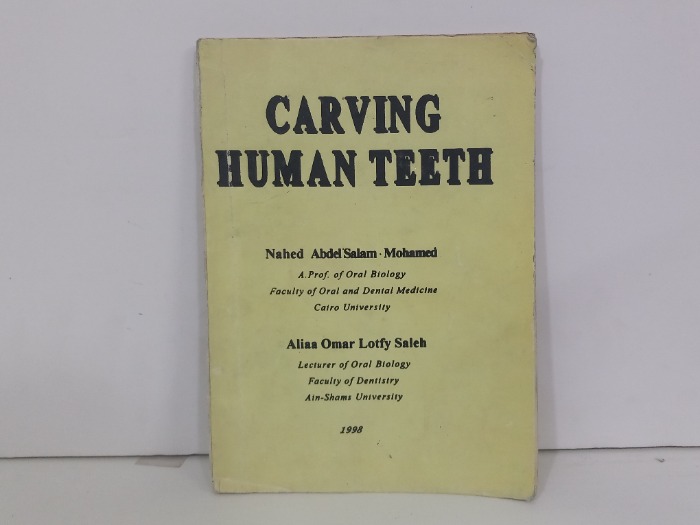 CARVING
HUMAN TEETH
Nahed Abdel Salam Mohamed
A.Prof. of Oral Biology
Faculty of Oral and Dental Medicine
Cairo University
Aliaa Omar Lotfy Saleh
Lecturer of Oral Biology
Faculty of Dentistry
Ain-Shams University
1998